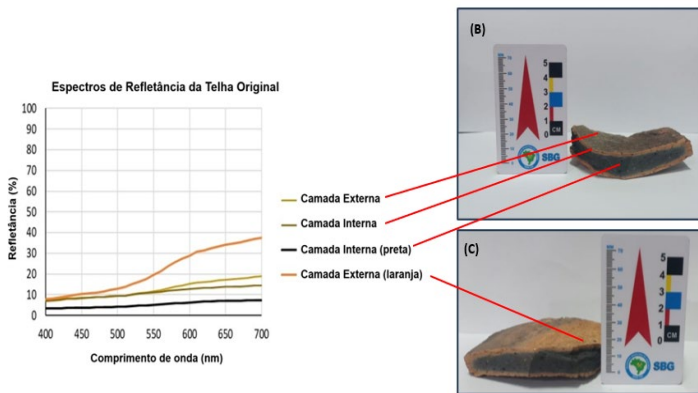 Espectros de Refletância da Telha Original
Refletância (%)
100
90
80
70
60
50
40
30
20
10
0
400
450
500
550
600
650
700
Comprimento de onda (nm)
Camada Externa
Camada Interna
Camada Interna (preta)
Camada Externa (laranja)
(B)
5
4
3
2
1
0
CM
SBG
(C)
5
4
3
2
1
0
CM
SBG